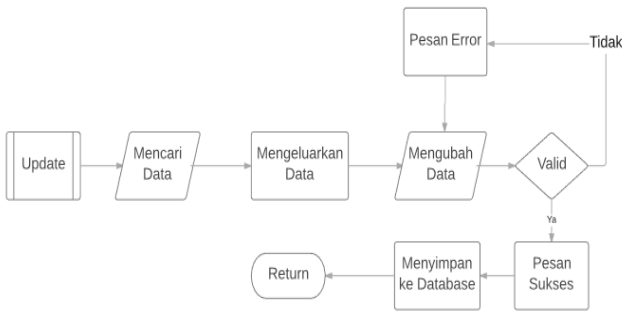 Pesan Error
Tidak
Update
Mencari
Data
Mengeluarkan
Data
Mengubah
Data
Valid
Ya
Pesan
Sukses
Menyimpan
ke Database
Return